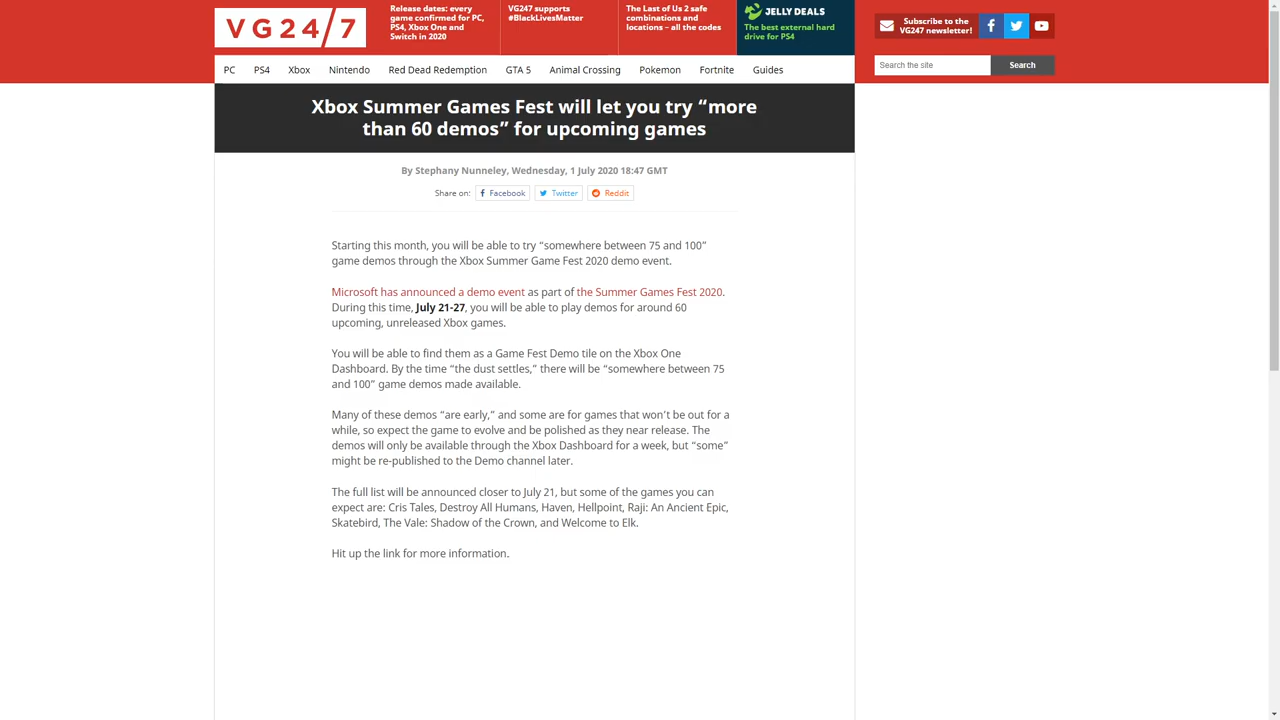 VG24/7
Release dates: every
game confirmed for PC,
PS4, Xbox One and
Switch in 2020
VG247 supports
#BlackLivesMatter
The Last of Us 2 safe
combinations and
locations – all the codes
JELLY DEALS
The best external hard
drive for PS4
Subscribe to the
VG247 newsletter!
Search the site
Search
PC PS4 Xbox Nintendo Red Dead Redemption GTA 5 Animal Crossing Pokemon Fortnite Guides
Xbox Summer Games Fest will let you try “more
than 60 demos” for upcoming games
By Stephany Nunneley, Wednesday, 1 July 2020 18:47 GMT
Share on: Facebook Twitter Reddit
Starting this month, you will be able to try “somewhere between 75 and 100”
game demos through the Xbox Summer Game Fest 2020 demo event.
Microsoft has announced a demo event as part of the Summer Games Fest 2020.
During this time, July 21-27, you will be able to play demos for around 60
upcoming, unreleased Xbox games.
You will be able to find them as a Game Fest Demo tile on the Xbox One
Dashboard. By the time “the dust settles,” there will be “somewhere between 75
and 100” game demos made available.
Many of these demos “are early,” and some are for games that won’t be out for a
while, so expect the game to evolve and be polished as they near release. The
demos will only be available through the Xbox Dashboard for a week, but “some”
might be re-published to the Demo channel later.
The full list will be announced closer to July 21, but some of the games you can
expect are: Cris Tales, Destroy All Humans, Haven, Hellpoint, Raji: An Ancient Epic,
Skatebird, The Vale: Shadow of the Crown, and Welcome to Elk.
Hit up the link for more information.